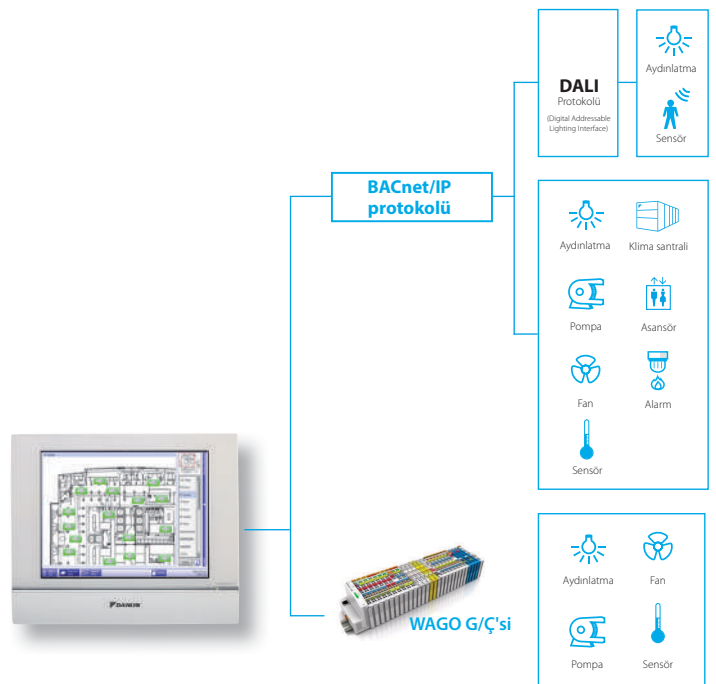 DALI
Protokolü
(Digital Addressable
Lighting Interface)
Aydınlatma
Sensör
BACnet/IP
protokolü
Aydınlatma
Klima santrali
Pompa
Asansör
Fan
Alarm
Sensör
DAIKIN
WAGO G/Ç'si
Aydınlatma
Fan
Pompa
Sensör